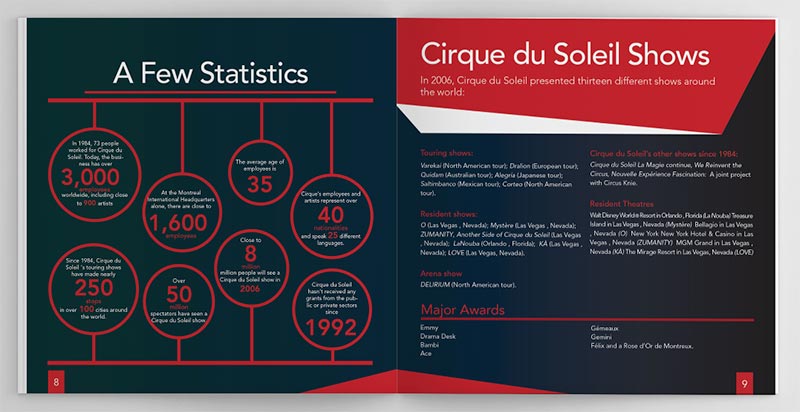 A Few Statistics
In 1984, 73 people
worked for Cirque du
Soleil. Today, the busi-
ness has over
3,000
employees
worldwide, including close
to 900 artists
At the Montreal
International Headquarters
alone, there are close to
1,600
employees
The average age of
employees is
35
Cirque's employees and
artists represent over
40
nationalities
and speak 25 different
languages.
Since 1984, Cirque du
Soleil 's touring shows
have made nearly
250
stops
in over 100 cities around
the world.
Over
50
million
spectators have seen a
Cirque du Soleil show
Close to
8
million
million people will see a
Cirque du Soleil show in
2006
Cirque du Soleil
hasn't received any
grants from the pub-
lic or private sectors
since
1992
8
Cirque du Soleil Shows
In 2006, Cirque du Soleil presented thirteen different shows around
the world:
Touring shows:
Varekai (North American tour); Dralion (European tour);
Quidam (Australian tour); Alegría (Japanese tour);
Saltimbanco (Mexican tour); Corteo (North American
tour).
Resident shows:
O (Las Vegas , Nevada); Mystère (Las Vegas , Nevada);
ZUMANITY, Another Side of Cirque du Soleil (Las Vegas
, Nevada); LaNouba (Orlando , Florida); KÀ (Las Vegas
, Nevada); LOVE (Las Vegas, Nevada).
Arena show
DELIRIUM (North American tour).
Cirque du Soleil's other shows since 1984:
Cirque du Soleil La Magie continue, We Reinvent the
Circus, Nouvelle Expérience Fascination: A joint project
with Circus Knie.
Resident Theatres
Walt Disney World® Resort in Orlando , Florida (La Nouba) Treasure
Island in Las Vegas , Nevada (Mystère) Bellagio in Las Vegas
, Nevada (O) New York New York Hotel & Casino in Las
Vegas , Nevada (ZUMANITY) MGM Grand in Las Vegas
, Nevada (KÀ) The Mirage Resort in Las Vegas , Nevada (LOVE)
Major Awards
Emmy
Drama Desk
Bambi
Ace
Gémeaux
Gemini
Félix and a Rose d'Or de Montreux.
9